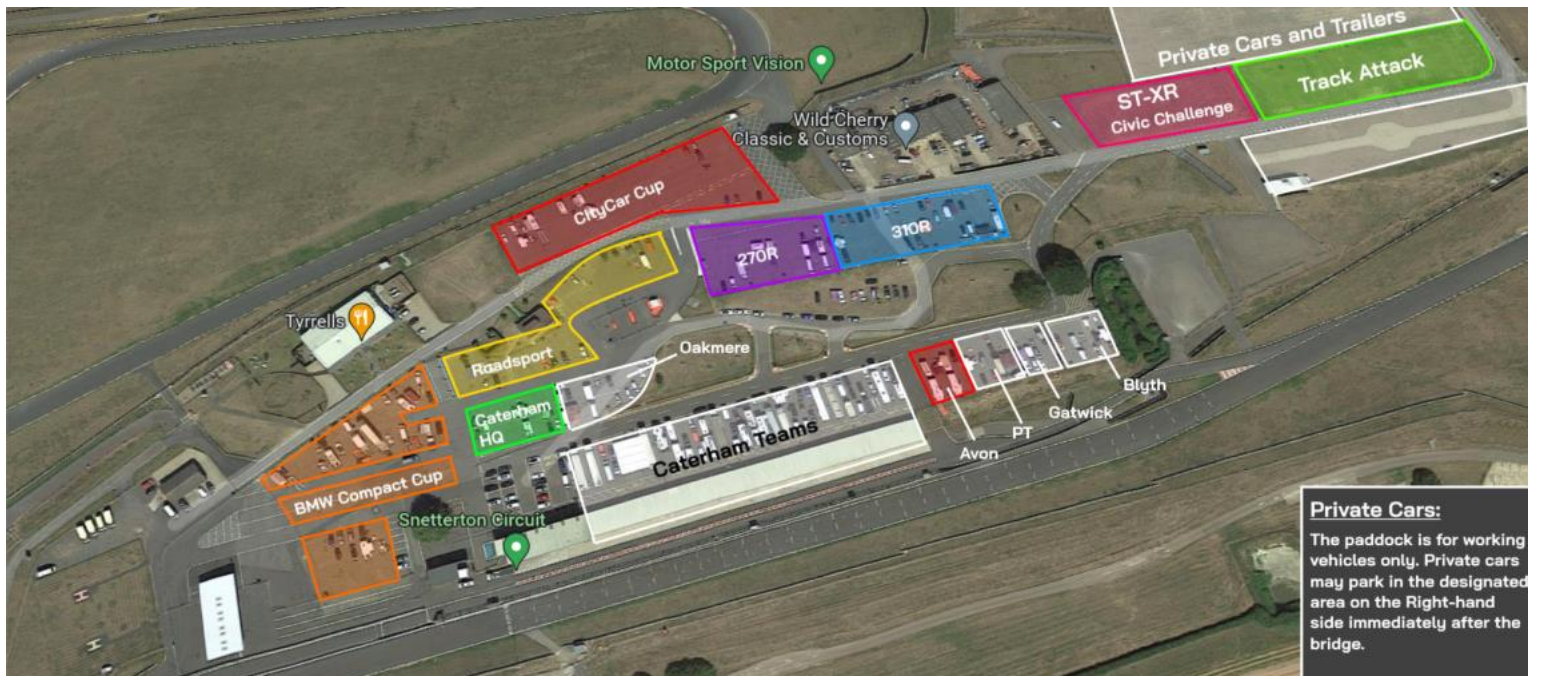 Private Cars and Trailers
Motor Sport Vision
Track Attack
ST-XR
Civic Challenge
Wild Cherry
Classic & Customs
CityCar Cup
310R
270R
Tyrrells
Roadsport
Oakmere
Caterham
HQ
Blyth
Gatwick
PT
Avon
Caterham Teams
BMW Compact Cup
Snetterton Circuit
Private Cars:
The paddock is for working
vehicles only. Private cars
may park in the designated
area on the Right-hand
side immediately after the
bridge.